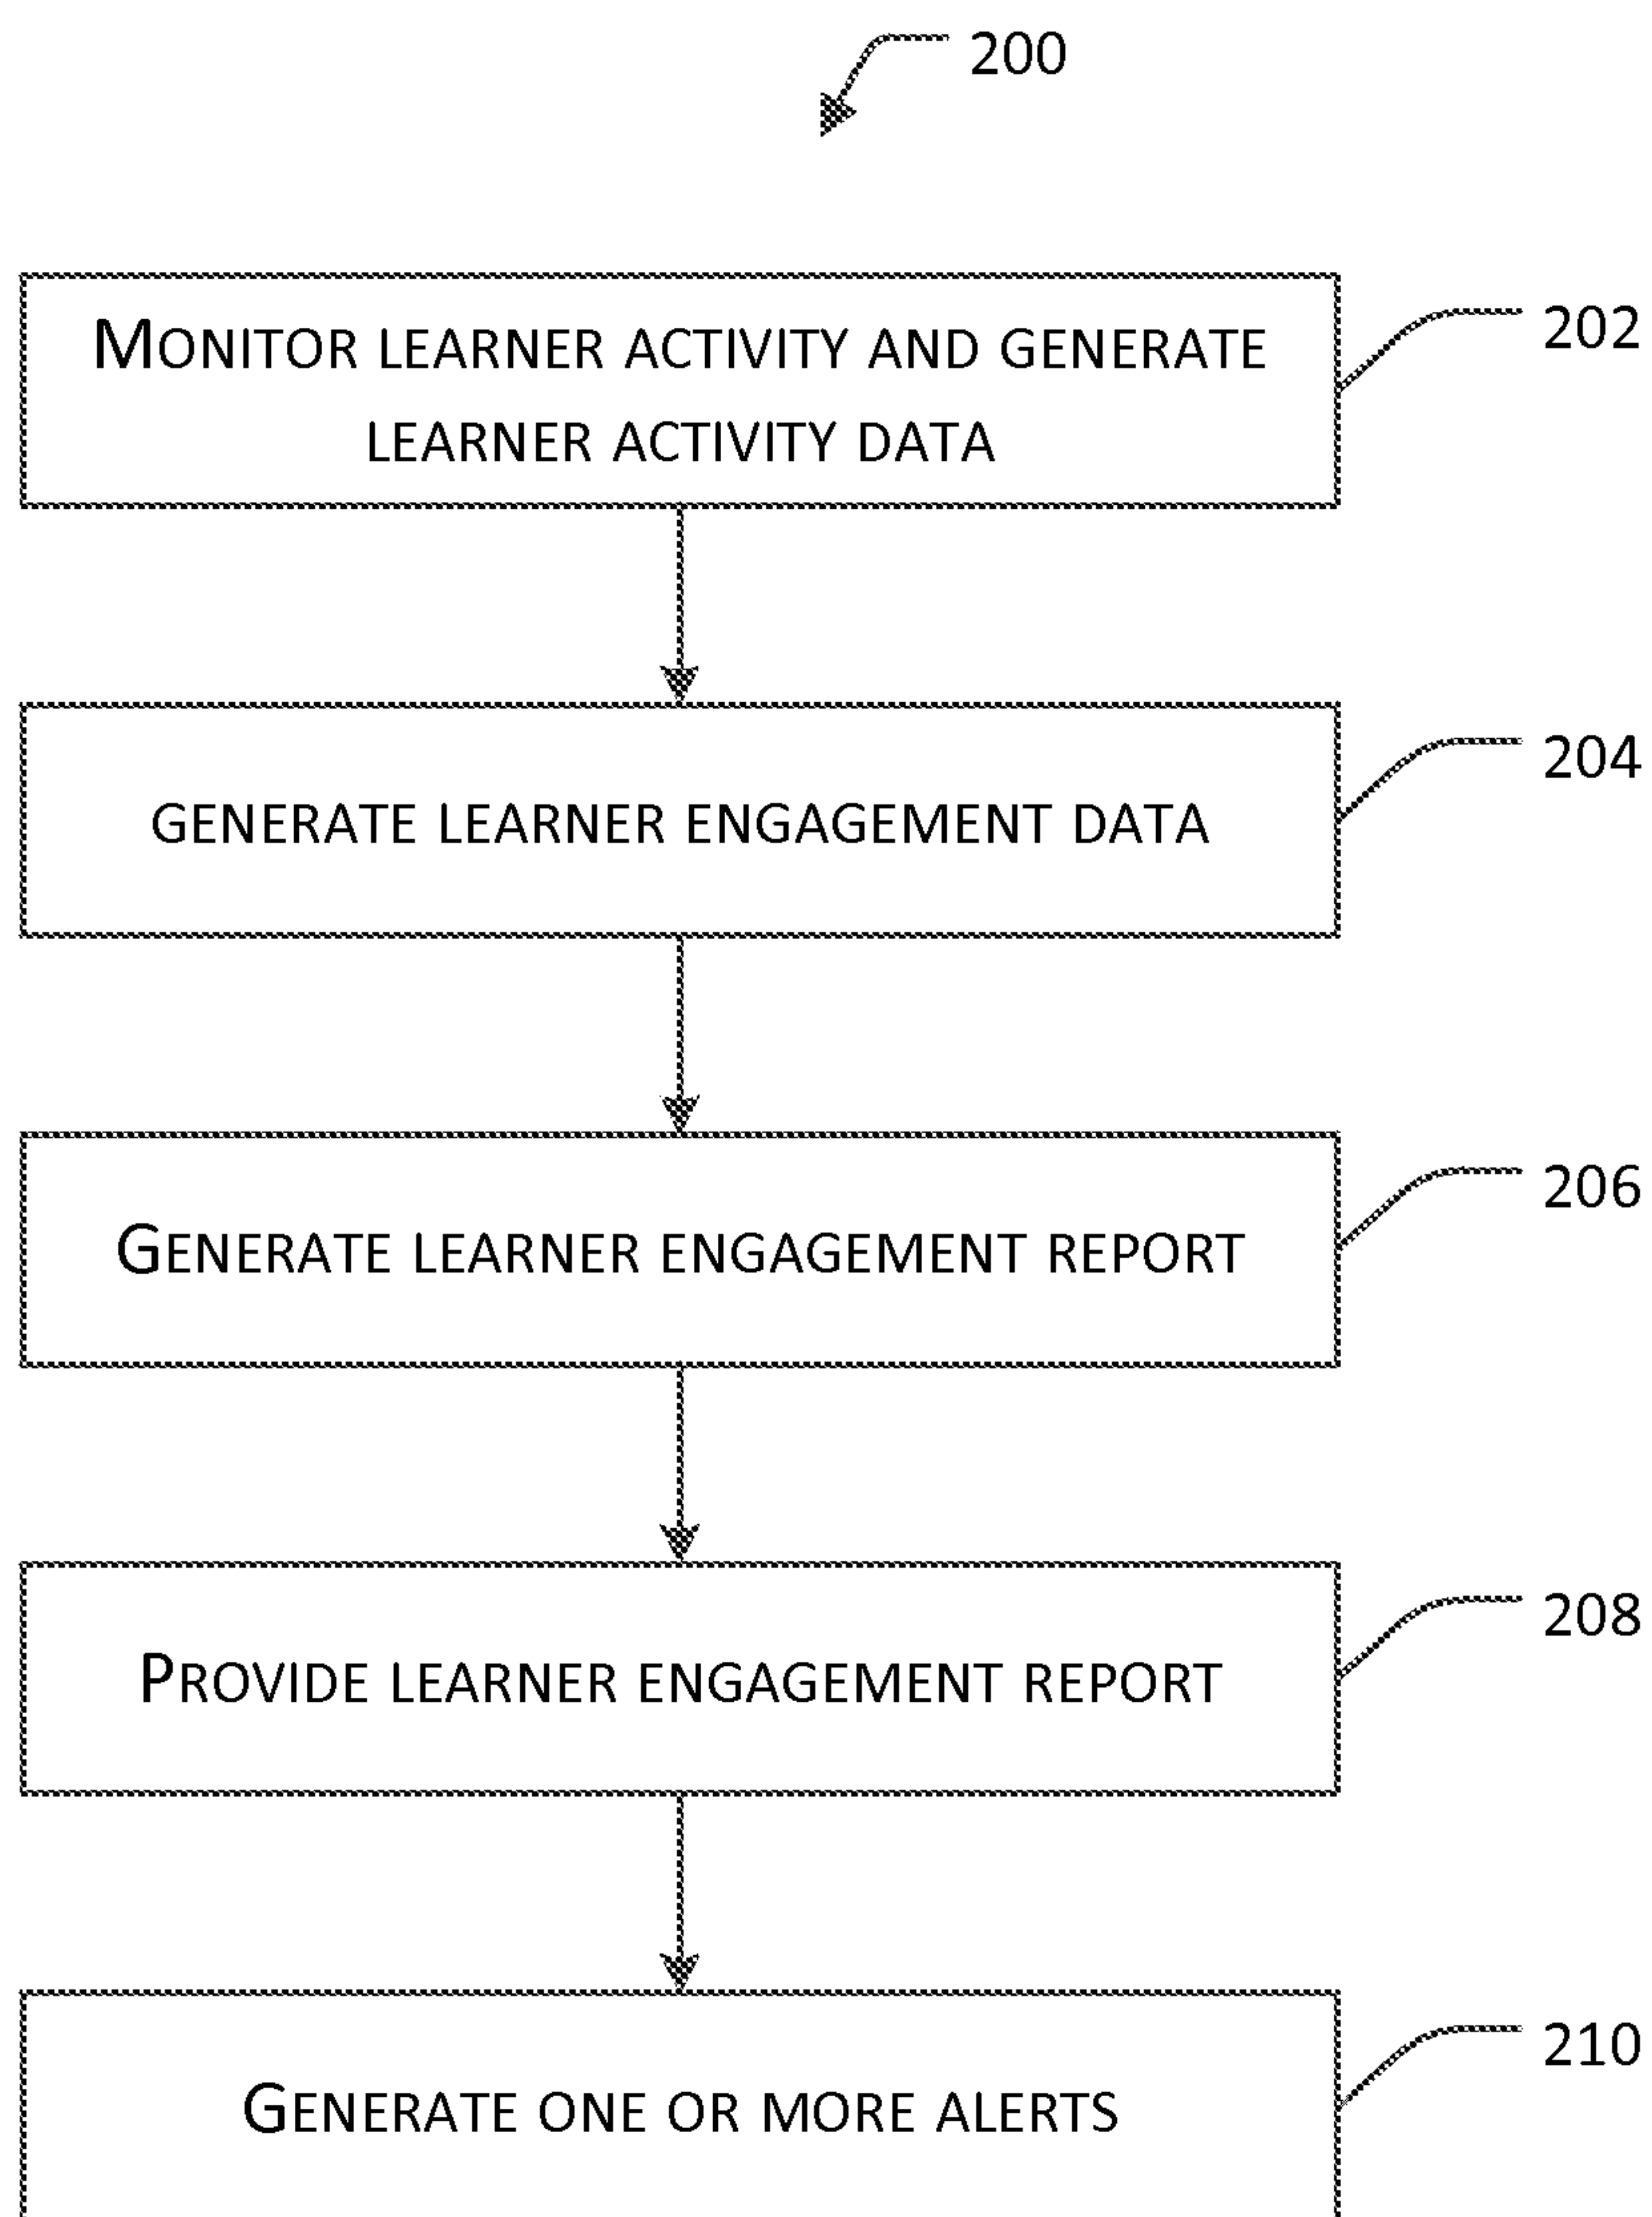 200
MONITOR LEARNER ACTIVITY AND GENERATE
LEARNER ACTIVITY DATA
202
GENERATE LEARNER ENGAGEMENT DATA
204
GENERATE LEARNER ENGAGEMENT REPORT
206
PROVIDE LEARNER ENGAGEMENT REPORT
208
GENERATE ONE OR MORE ALERTS
210